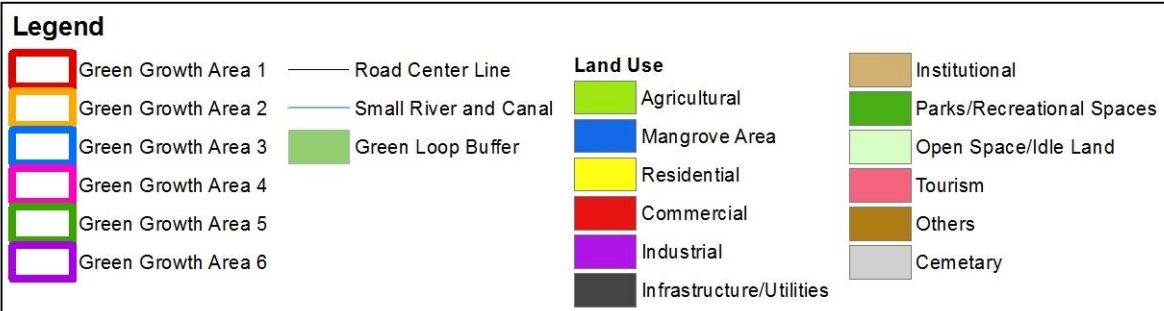 Legend
Green Growth Area 1
Green Growth Area 2
Green Growth Area 3
Green Growth Area 4
Green Growth Area 5
Green Growth Area 6
Road Center Line
Small River and Canal
Green Loop Buffer
Land Use
Agricultural
Mangrove Area
Residential
Commercial
Industrial
Infrastructure/Utilities
Institutional
Parks/Recreational Spaces
Open Space/Idle Land
Tourism
Others
Cemetary